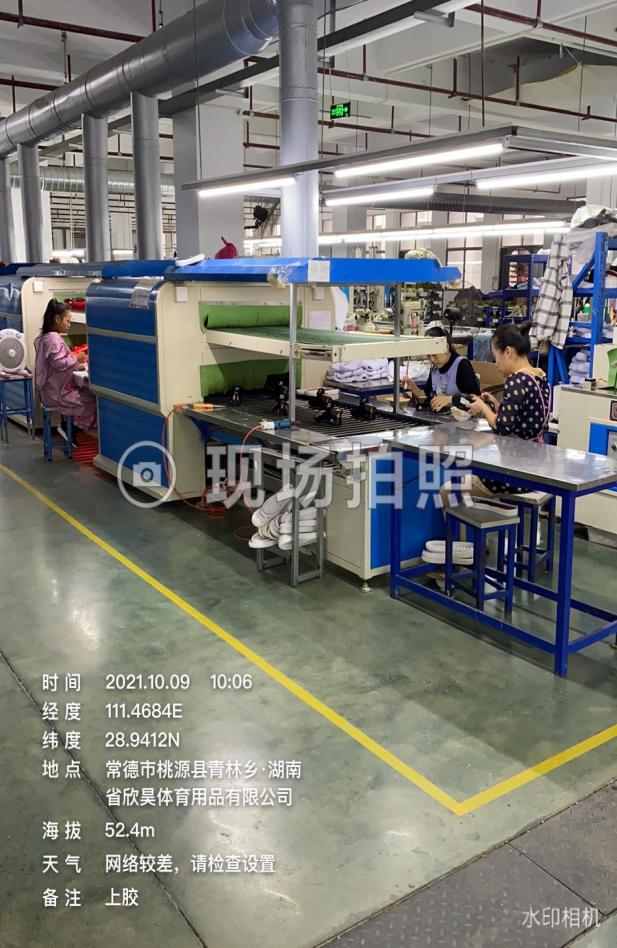 现场拍照
时间 2021.10.09 10:06
经度 111.4684E
纬度 28.9412N
地点 常德市桃源县青林乡·湖南
省欣昊体育用品有限公司
海拔 52.4m
天气 网络较差，请检查设置
备注 上胶
水印相机